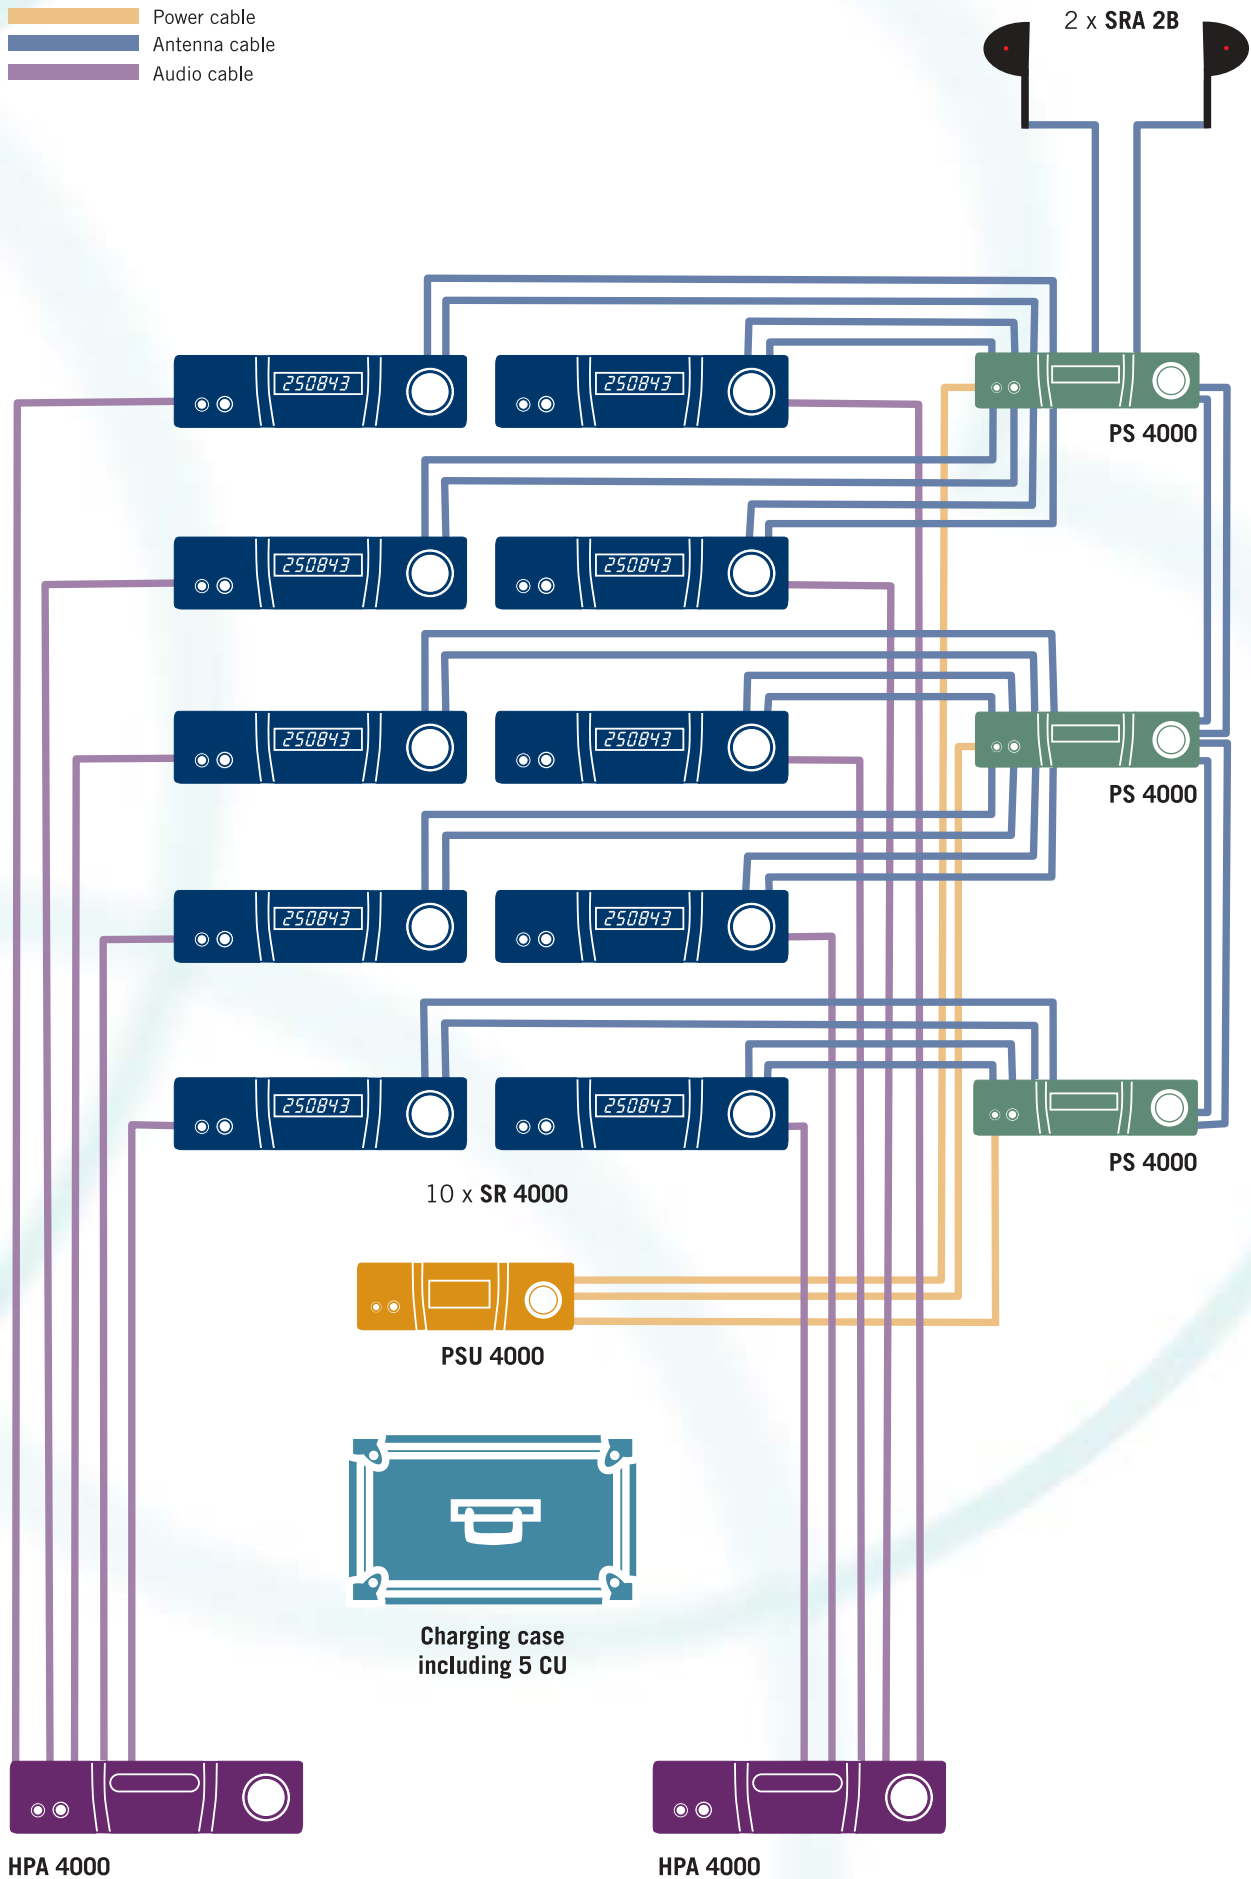 Power cable
Antenna cable
Audio cable
2 x SRA 2B
250843 250843
PS 4000
250843 250843
250843 250843
PS 4000
250843 250843
250843 250843
PS 4000
10 x SR 4000
PSU 4000
Charging case
including 5 CU
HPA 4000
HPA 4000